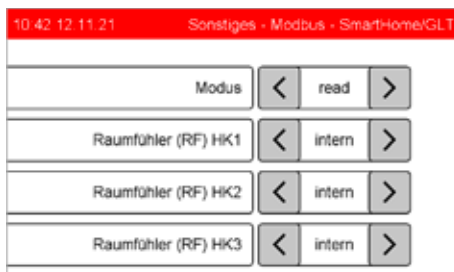 10:42 12.11.21 Sonstiges - Modbus - SmartHome/GLT
Modus < read >
Raumfühler (RF) HK1 < intern >
Raumfühler (RF) HK2 < intern >
Raumfühler (RF) HK3 < intern >